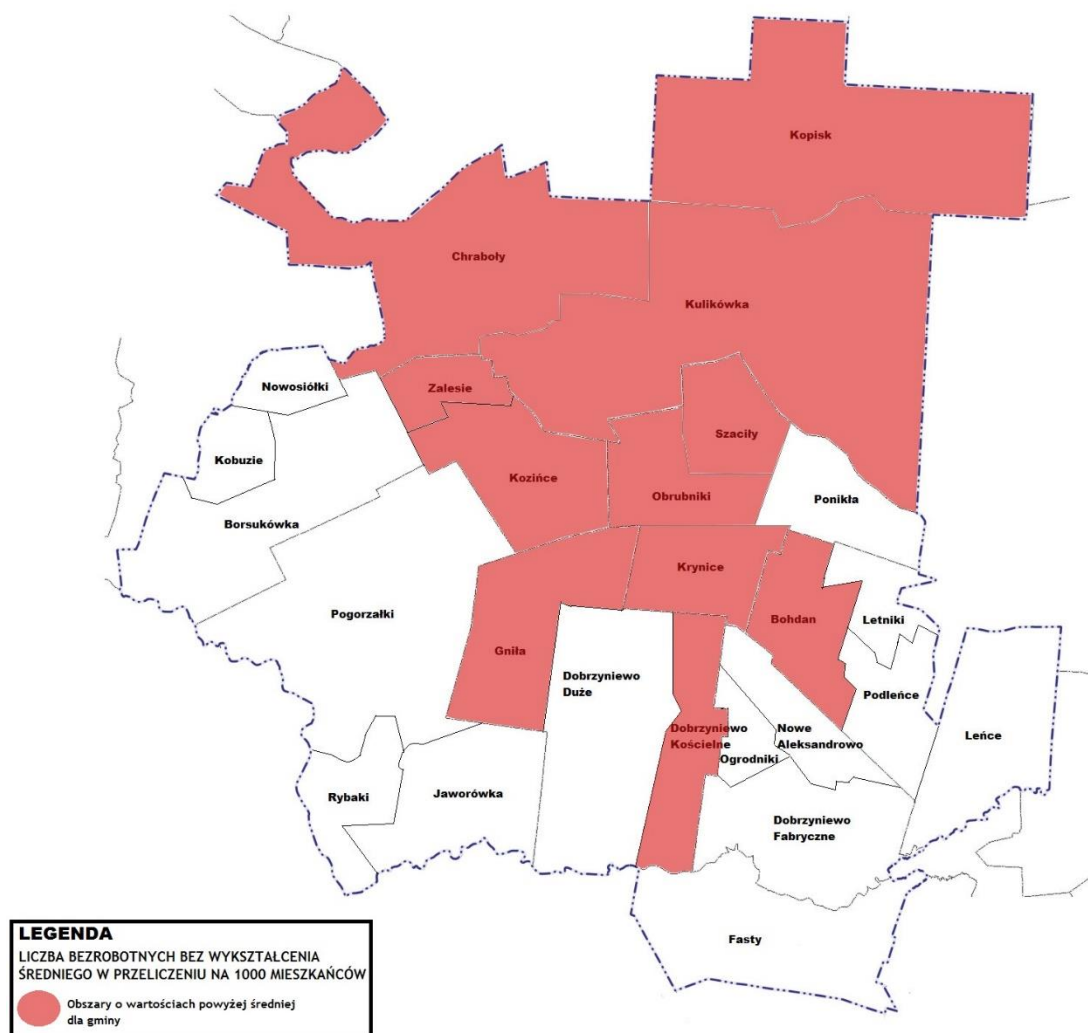 Kopisk
Chraboły
Kulikówka
Nowosiółki
Zalesie
Szaciły
Kobuzie
Kozińce
Obrubniki
Ponikła
Borsukówka
Krynice
Pogorzałki
Bohdan
Letniki
Gniła
Dobrzyniewo
Duże
Podleńce
Dobrzyniewo
Kościelne
Nowe
Aleksandrowo
Ogrodniki
Leńce
Rybaki
Jaworówka
Dobrzyniewo
Fabryczne
Fasty
LEGENDA
LICZBA BEZROBOTNYCH BEZ WYKSZTAŁCENIA
ŚREDNIEGO W PRZELICZENIU NA 1000 MIESZKAŃCÓW
Obszary o wartościach powyżej średniej
dla gminy